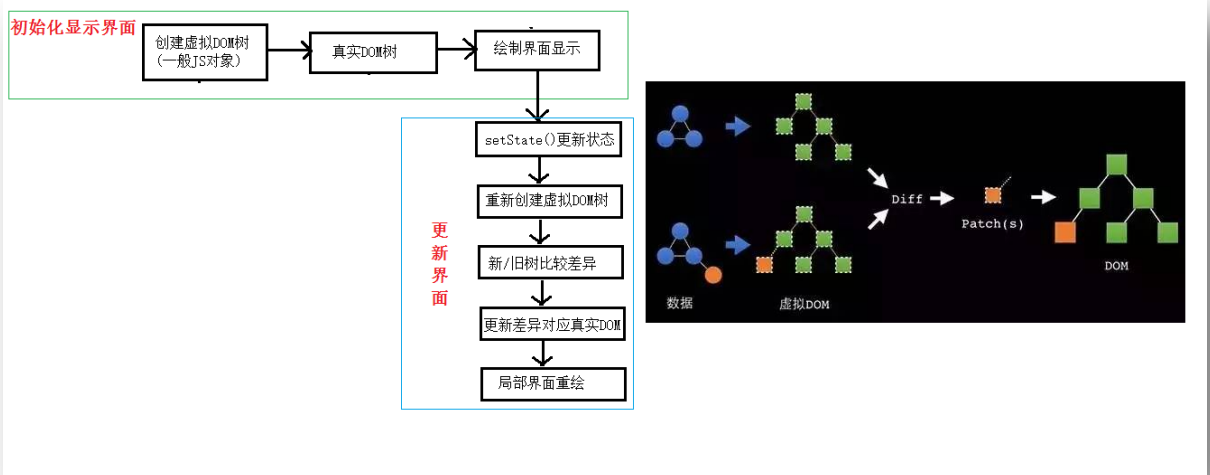 初始化显示界面
创建虚拟DOM树
(一般JS对象)
真实DOM树
绘制界面显示
更新界面
setState()更新状态
重新创建虚拟DOM树
新/旧树比较差异
更新差异对应真实DOM
局部界面重绘
Diff
Patch(s)
DOM
数据
虚拟DOM